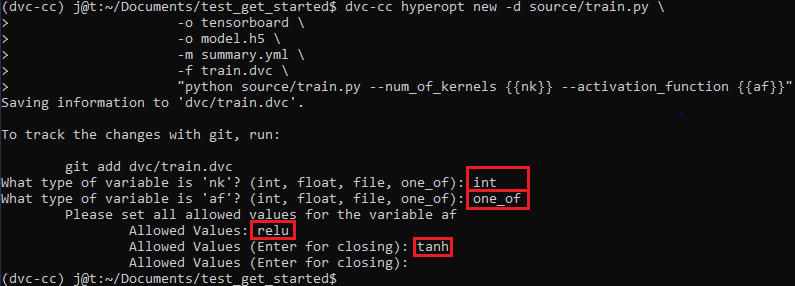 (dvc-cc) j@t:~/Documents/test_get_started$ dvc-cc hyperopt new -d source/train.py \
>                -o tensorboard \
>                -o model.h5 \
>                -m summary.yml \
>                -f train.dvc \
>                "python source/train.py --num_of_kernels {{nk}} --activation_function {{af}}"
Saving information to 'dvc/train.dvc'.

To track the changes with git, run:

        git add dvc/train.dvc
What type of variable is 'nk'? (int, float, file, one_of): int
What type of variable is 'af'? (int, float, file, one_of): one_of
        Please set all allowed values for the variable af
                Allowed Values: relu
                Allowed Values (Enter for closing): tanh
                Allowed Values (Enter for closing):
(dvc-cc) j@t:~/Documents/test_get_started$